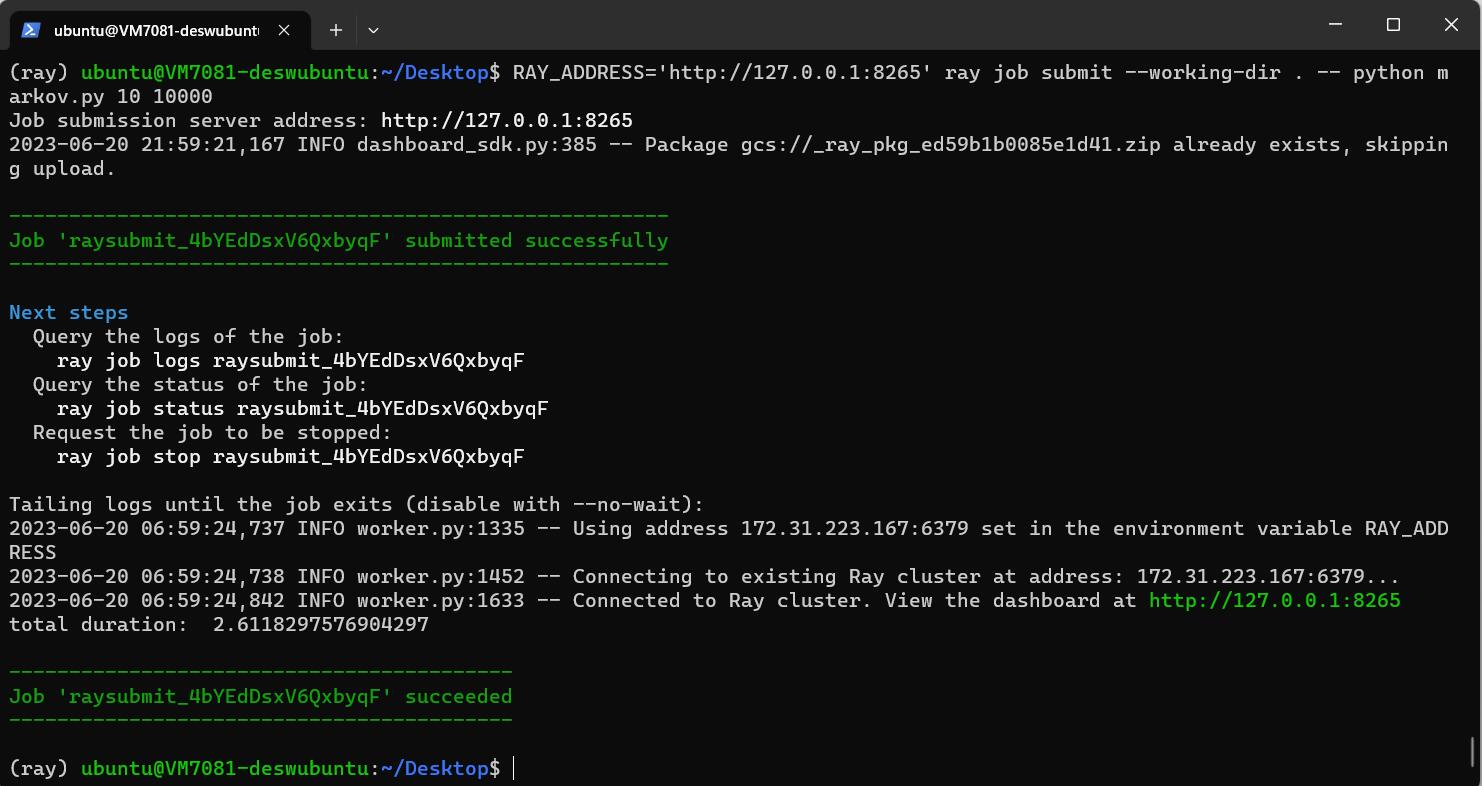 ubuntu@VM7081-deswubunt
(ray) ubuntu@VM7081-deswubuntu:~/Desktop$ RAY_ADDRESS='http://127.0.0.1:8265' ray job submit --working-dir . -- python m
arkov.py 10 10000
Job submission server address: http://127.0.0.1:8265
2023-06-20 21:59:21,167 INFO dashboard_sdk.py:385 -- Package gcs://_ray_pkg_ed59b1b0085e1d41.zip already exists, skippin
g upload.
-------------------------------------------------------
Job 'raysubmit_4bYEdDsxV6QxbyqF' submitted successfully
-------------------------------------------------------
Next steps
Query the logs of the job:
ray job logs raysubmit_4bYEdDsxV6QxbyqF
Query the status of the job:
ray job status raysubmit_4bYEdDsxV6QxbyqF
Request the job to be stopped:
ray job stop raysubmit_4bYEdDsxV6QxbyqF
Tailing logs until the job exits (disable with --no-wait):
2023-06-20 06:59:24,737 INFO worker.py:1335 -- Using address 172.31.223.167:6379 set in the environment variable RAY_ADD
RESS
2023-06-20 06:59:24,738 INFO worker.py:1452 -- Connecting to existing Ray cluster at address: 172.31.223.167:6379...
2023-06-20 06:59:24,842 INFO worker.py:1633 -- Connected to Ray cluster. View the dashboard at http://127.0.0.1:8265
total duration:  2.6118297576904297
------------------------------------------
Job 'raysubmit_4bYEdDsxV6QxbyqF' succeeded
------------------------------------------
(ray) ubuntu@VM7081-deswubuntu:~/Desktop$